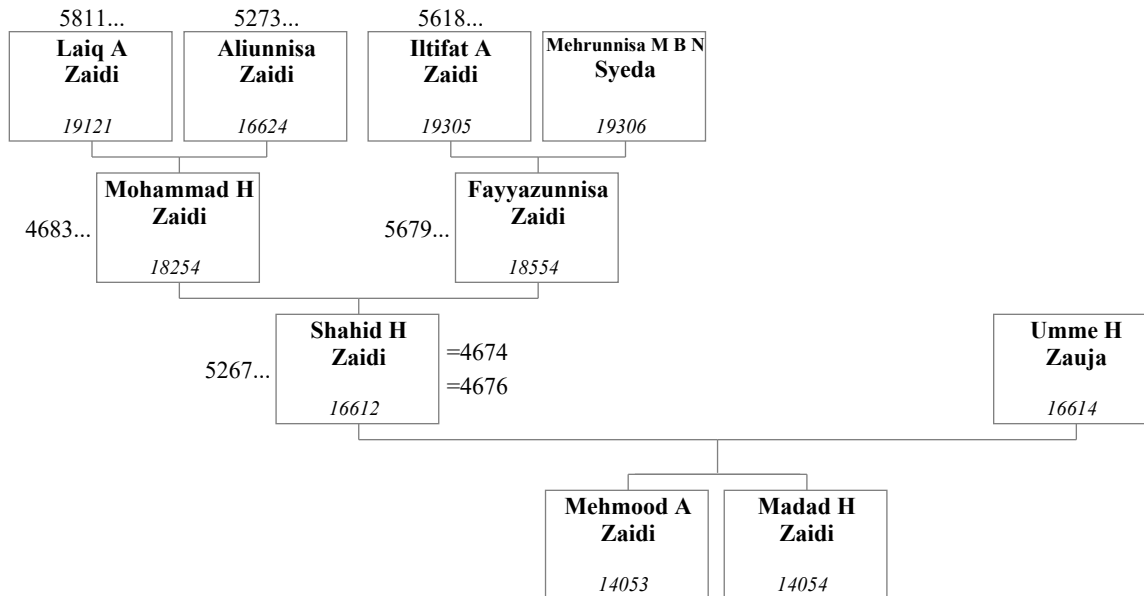 5811...
5273...
5618...
Laiq A
Zaidi
19121
Aliunnisa
Zaidi
16624
Iltifat A
Zaidi
19305
Mehrunnisa M B N
Syeda
19306
4683...
Mohammad H
Zaidi
18254
5679...
Fayyazunnisa
Zaidi
18554
5267...
Shahid H
Zaidi
16612
=4674
=4676
Umme H
Zauja
16614
Mehmood A
Zaidi
14053
Madad H
Zaidi
14054